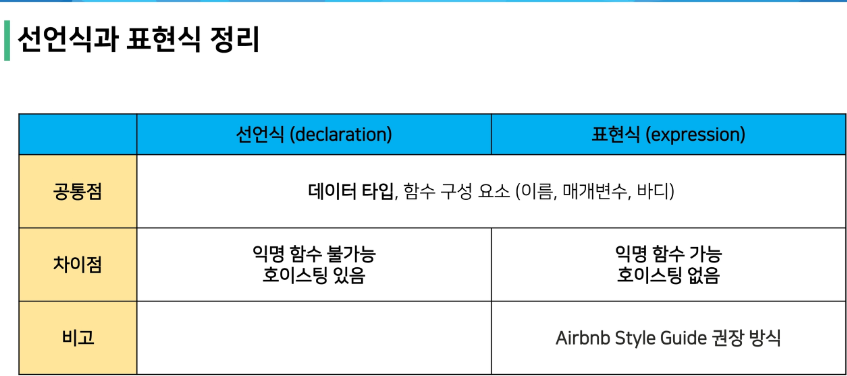 선언식과 표현식 정리
선언식 (declaration)
표현식 (expression)
공통점
데이터 타입, 함수 구성 요소 (이름, 매개변수, 바디)
차이점
익명 함수 불가능
호이스팅 있음
익명 함수 가능
호이스팅 없음
비고
Airbnb Style Guide 권장 방식